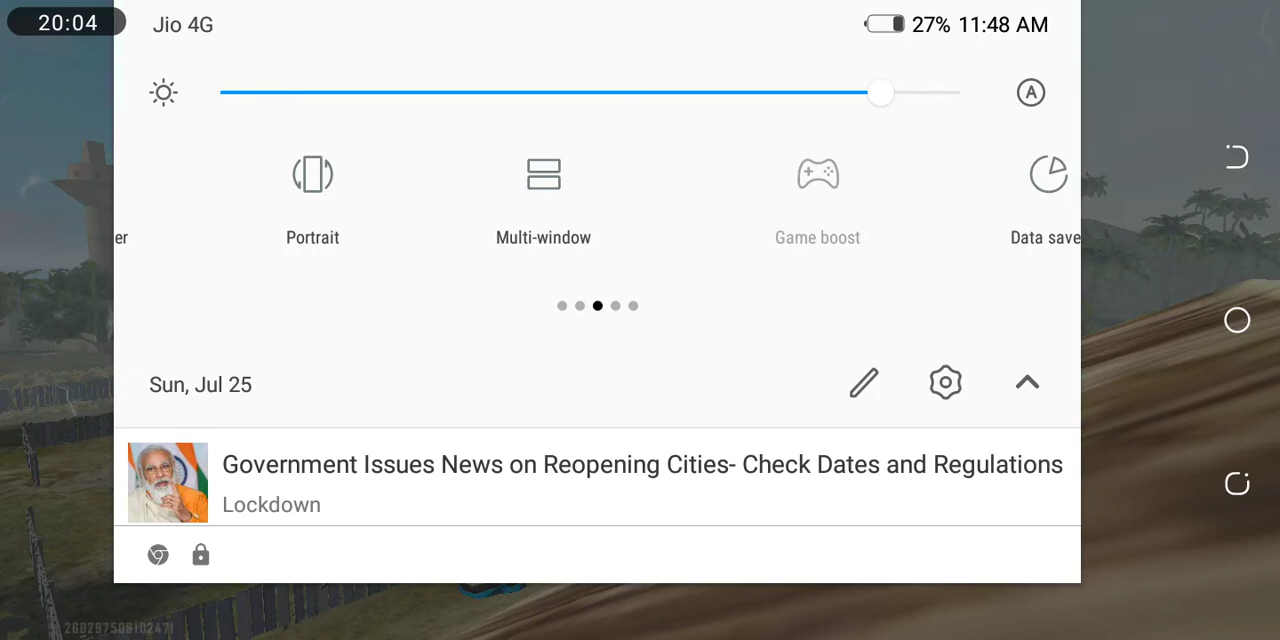 20:04
Jio 4G
27% 11:48 AM
A
er
Portrait
Multi-window
Game boost
Data save
Sun, Jul 25
Government Issues News on Reopening Cities- Check Dates and Regulations
Lockdown
260297508102471